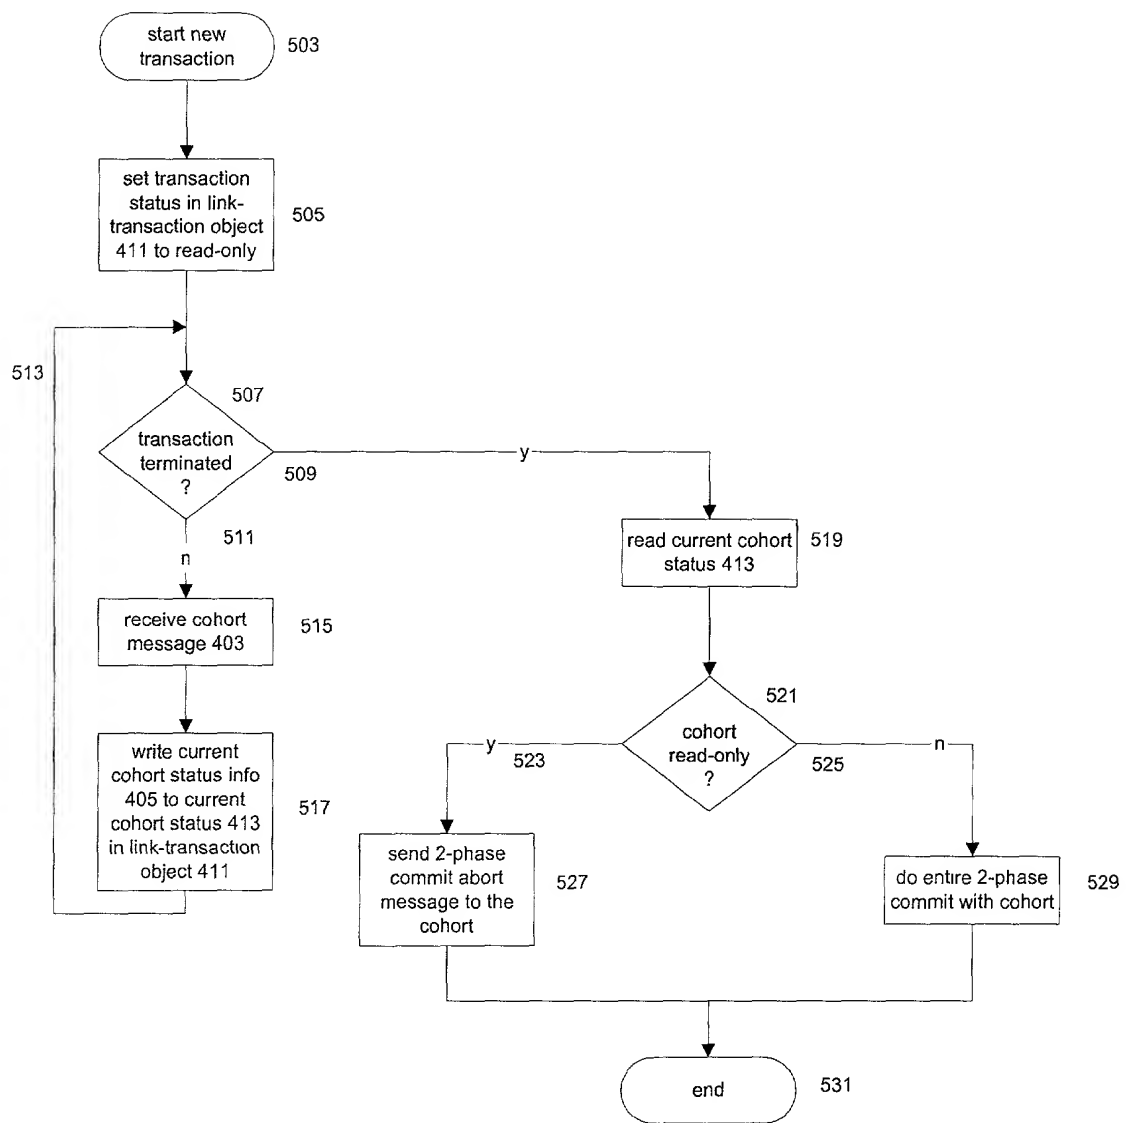 start new
transaction
503
set transaction
status in link-
transaction object
411 to read-only
505
513
507
transaction
terminated
?
509
y
511
n
receive cohort
message 403
515
write current
cohort status info
405 to current
cohort status 413
in link-transaction
object 411
517
read current cohort
status 413
519
521
cohort
read-only
?
y
523
n
525
send 2-phase
commit abort
message to the
cohort
527
do entire 2-phase
commit with cohort
529
end
531